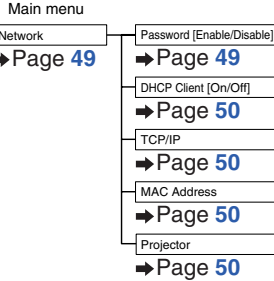 Main menu
Network
➡Page 49
Password [Enable/Disable]
➡Page 49
DHCP Client [On/Off]
➡Page 50
TCP/IP
➡Page 50
MAC Address
➡Page 50
Projector
➡Page 50